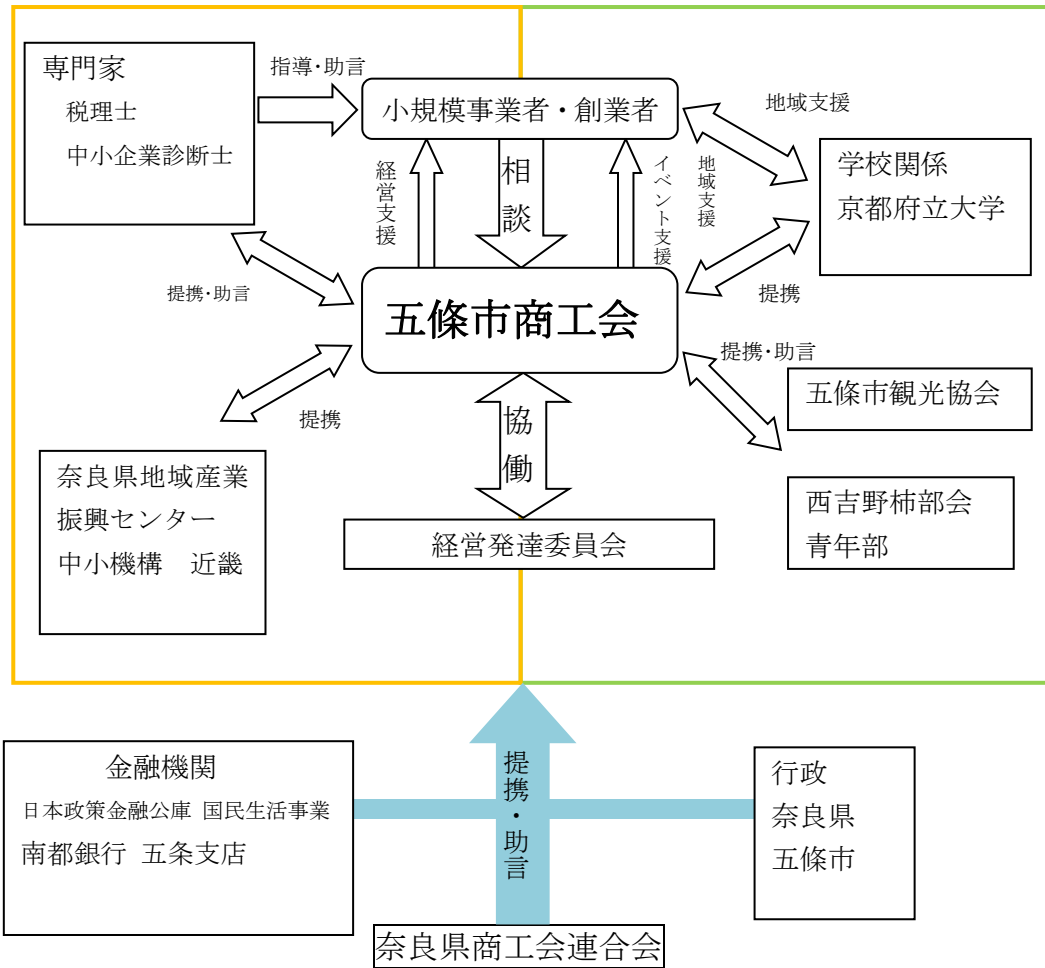 専門家
税理士
中小企業診断士
指導・助言
小規模事業者・創業者
地域支援
学校関係
京都府立大学
経営支援
相談
イベント支援
地域支援
提携・助言
五條市商工会
提携
提携
提携・助言
五條市観光協会
奈良県地域産業
振興センター
中小機構　近畿
協働
西吉野柿部会
青年部
経営発達委員会
金融機関
日本政策金融公庫 国民生活事業
南都銀行 五条支店
提携・助言
行政
奈良県
五條市
奈良県商工会連合会